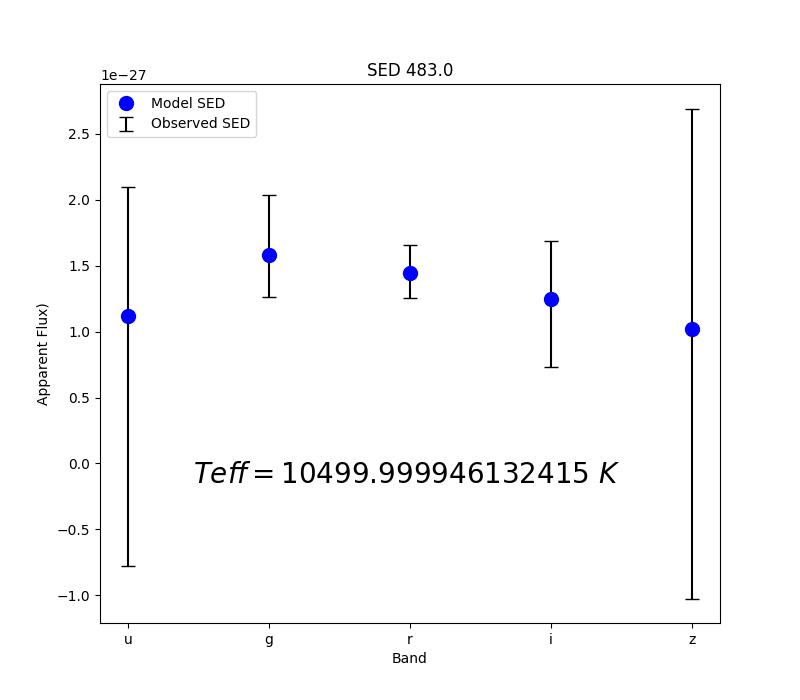 SED 483.0
1e−27
Model SED
Observed SED
2.5
2.0
1.5
1.0
0.5
0.0
−0.5
−1.0
Apparent Flux)
Teff = 10499.999946132415 K
u g r i z
Band